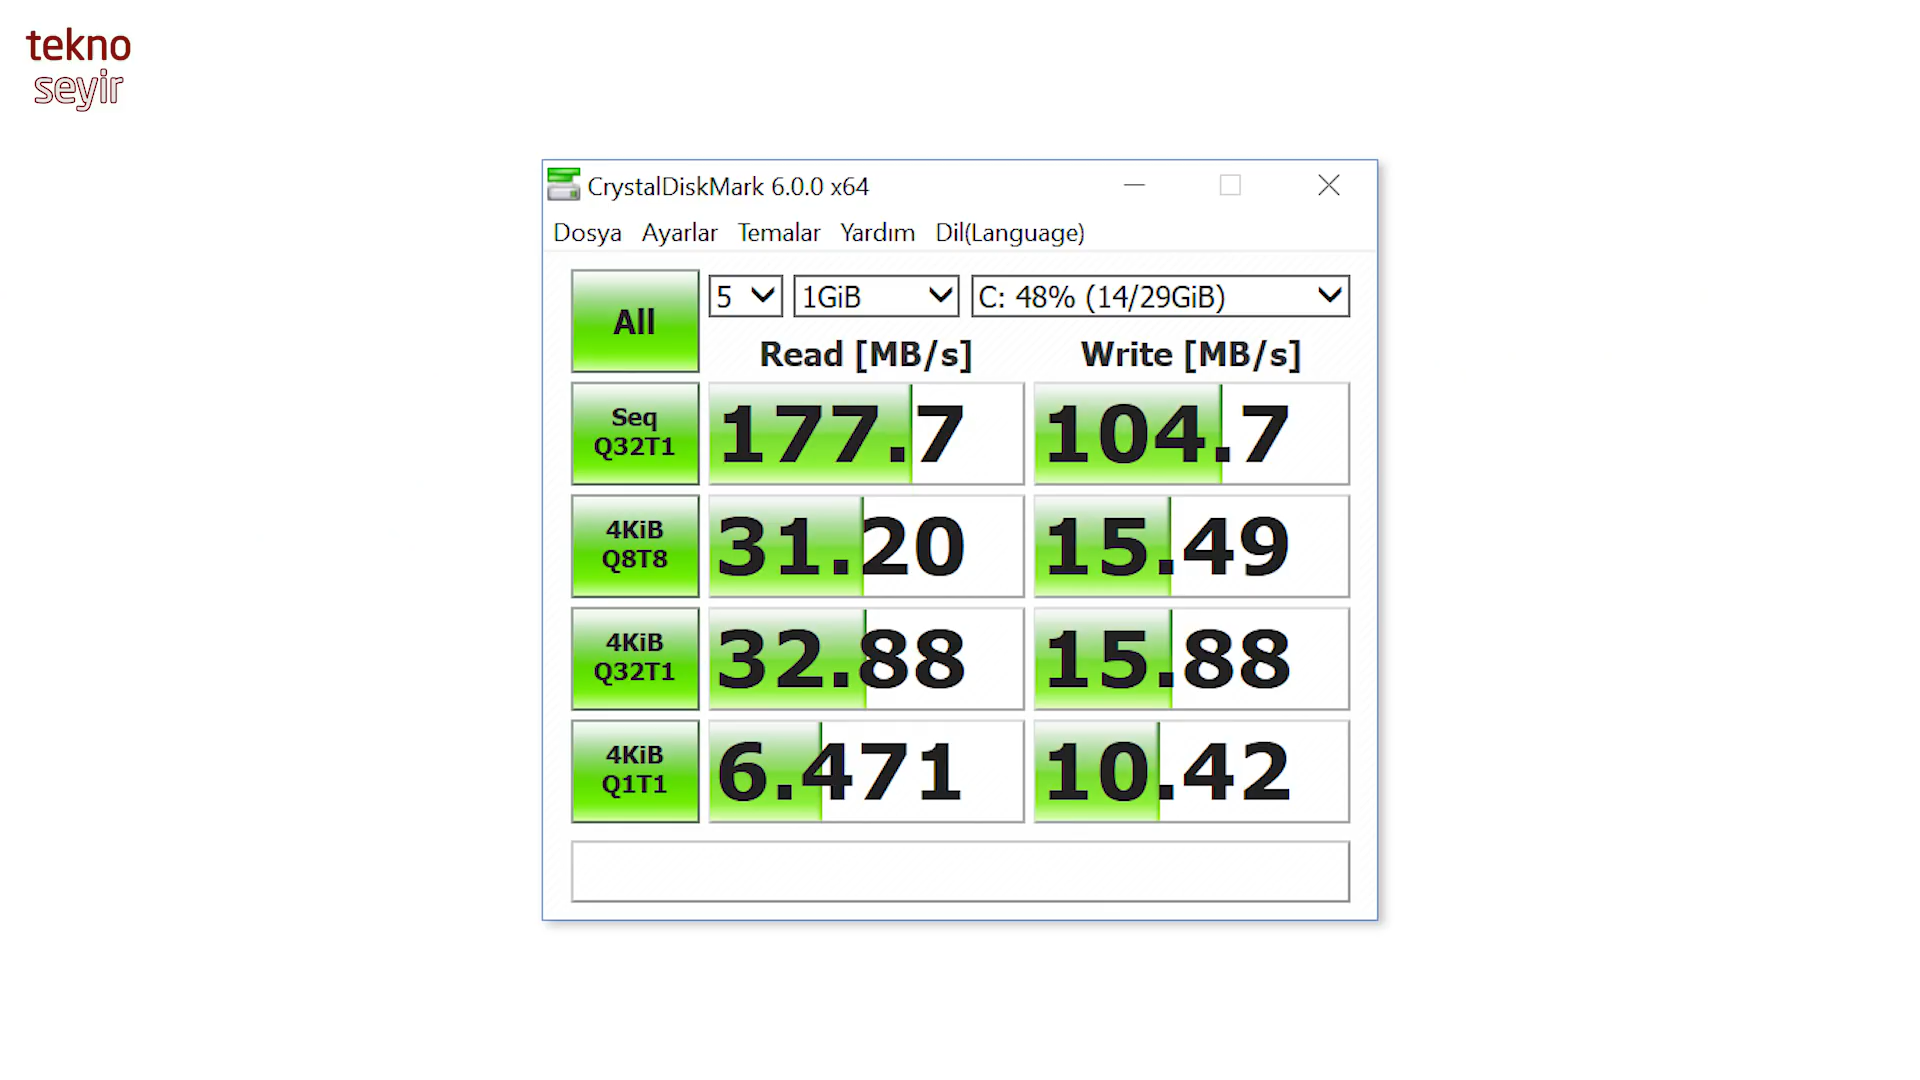 tekno
seyir
CrystalDiskMark 6.0.0 x64
Dosya Ayarlar Temalar Yardım Dil(Language)
All 5 1GiB C: 48% (14/29GiB)
Read [MB/s] Write [MB/s]
Seq
Q32T1
177.7 104.7
4KiB
Q8T8
31.20 15.49
4KiB
Q32T1
32.88 15.88
4KiB
Q1T1
6.471 10.42